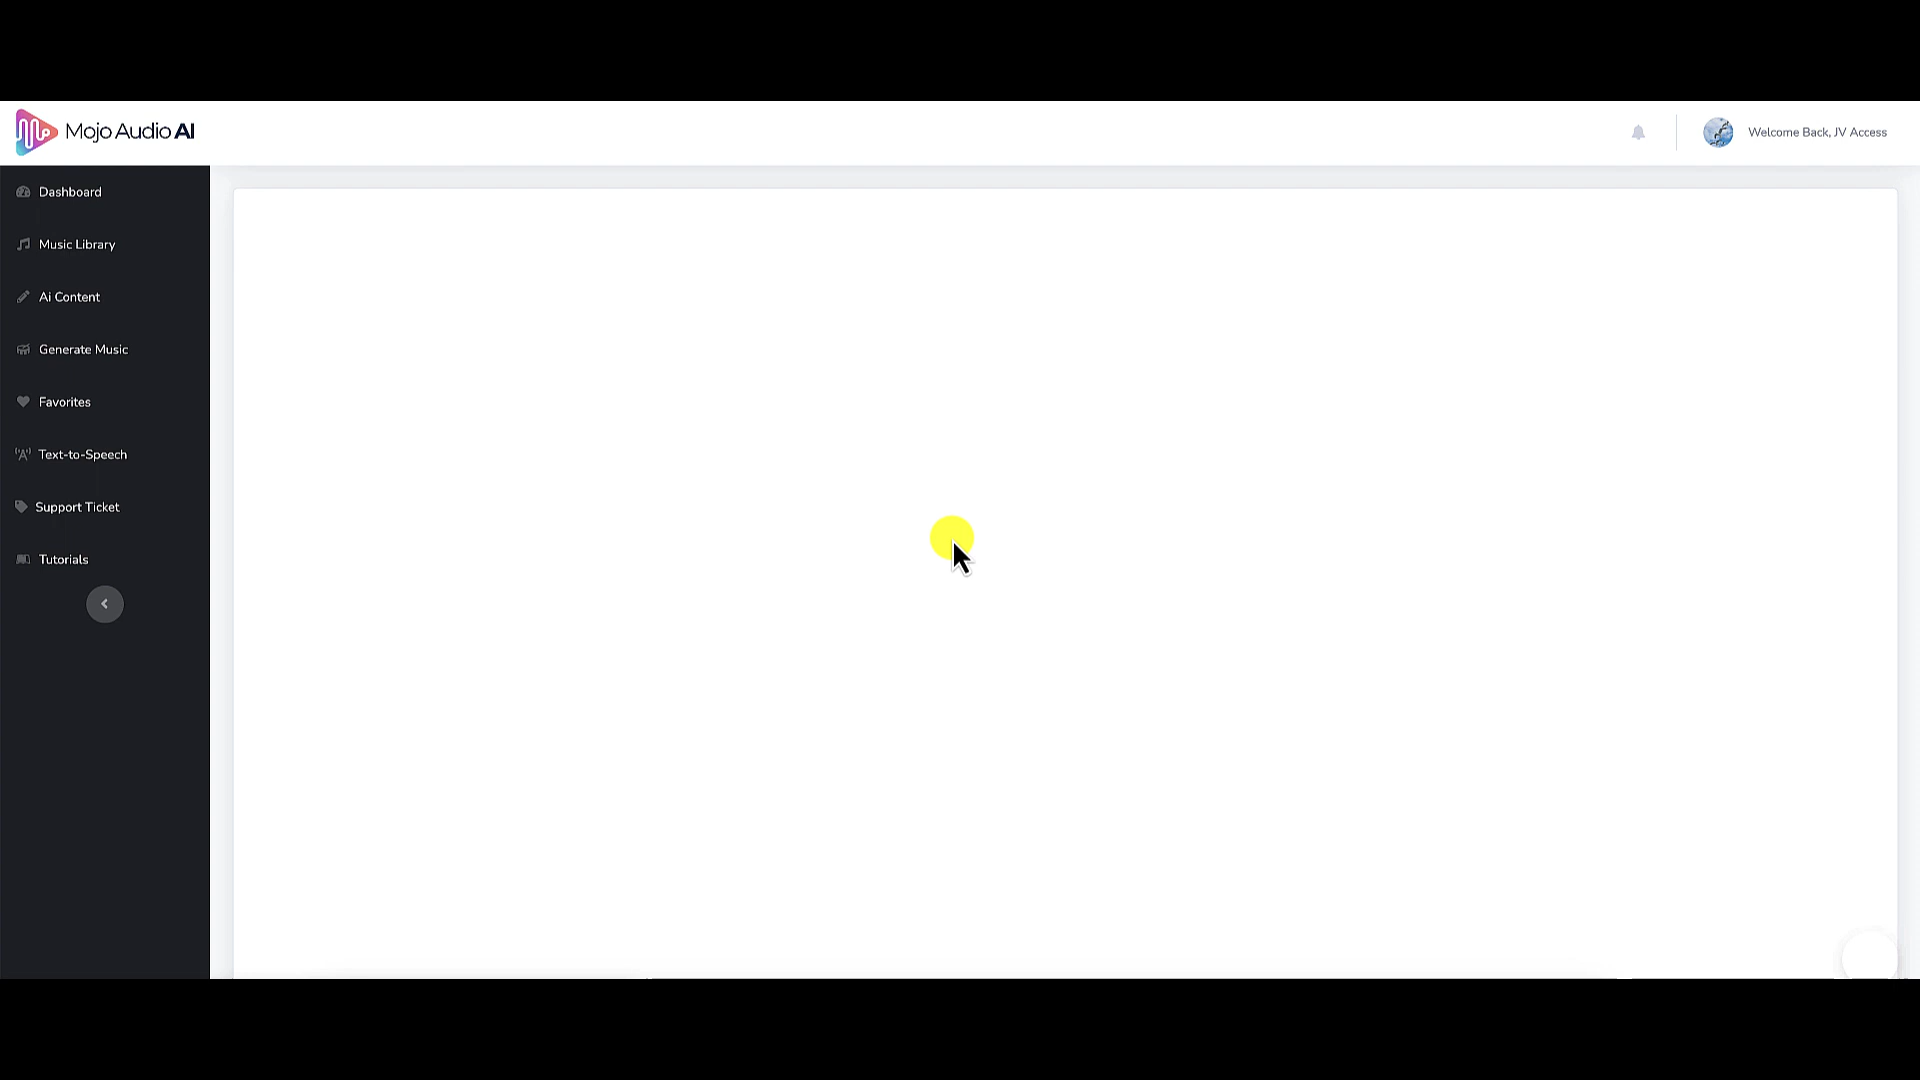 Mojo Audio AI
Welcome Back, JV Access
Dashboard
Music Library
Ai Content
Generate Music
Favorites
Text-to-Speech
Support Ticket
Tutorials